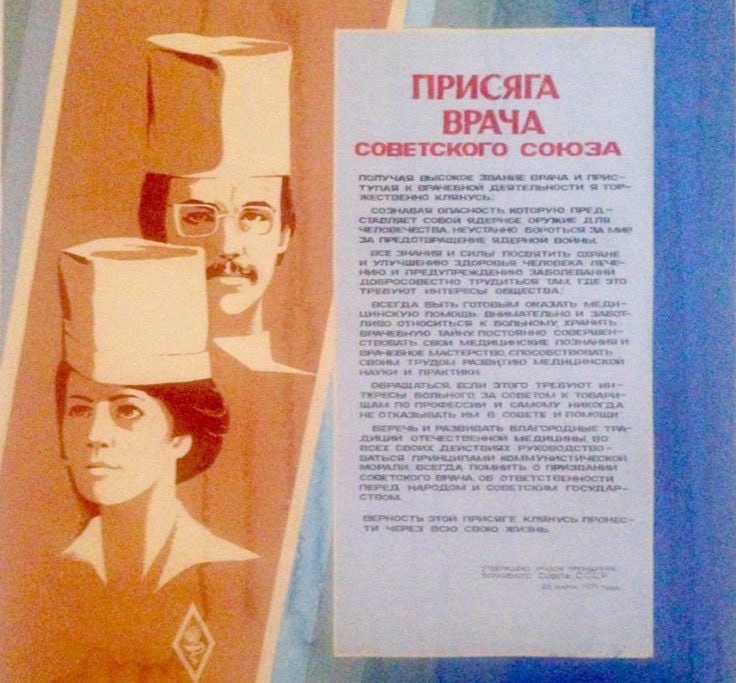 ПРИСЯГА
ВРАЧА
СОВЕТСКОГО СОЮЗА
ПОЛУЧАЯ ВЫСОКОЕ ЗВАНИЕ ВРАЧА И ПРИС-
ТУПАЯ К ВРАЧЕБНОЙ ДЕЯТЕЛЬНОСТИ Я ТОР-
ЖЕСТВЕННО КЛЯНУСЬ:
СОЗНАВАЯ ОПАСНОСТЬ, КОТОРУЮ ПРЕД-
СТАВЛЯЕТ СОБОЙ ЯДЕРНОЕ ОРУЖИЕ ДЛЯ
ЧЕЛОВЕЧЕСТВА, НЕУСТАННО БОРОТЬСЯ ЗА МИР
ЗА ПРЕДОТВРАЩЕНИЕ ЯДЕРНОЙ ВОЙНЫ.
ВСЕ ЗНАНИЯ И СИЛЫ ПОСВЯТИТЬ ОХРАНЕ
И УЛУЧШЕНИЮ ЗДОРОВЬЯ ЧЕЛОВЕКА ЛЕЧЕ-
НИЮ И ПРЕДУПРЕЖДЕНИЮ ЗАБОЛЕВАНИЙ
ДОБРОСОВЕСТНО ТРУДИТЬСЯ ТАМ, ГДЕ ЭТО
ТРЕБУЮТ ИНТЕРЕСЫ ОБЩЕСТВА;
ВСЕГДА БЫТЬ ГОТОВЫМ ОКАЗАТЬ МЕДИ-
ЦИНСКУЮ ПОМОЩЬ, ВНИМАТЕЛЬНО И ЗАБОТ-
ЛИВО ОТНОСИТЬСЯ К БОЛЬНОМУ, ХРАНИТЬ
ВРАЧЕБНУЮ ТАЙНУ, ПОСТОЯННО СОВЕРШЕН-
СТВОВАТЬ СВОИ МЕДИЦИНСКИЕ ПОЗНАНИЯ И
ВРАЧЕБНОЕ МАСТЕРСТВО, СПОСОБСТВОВАТЬ
СВОИМ ТРУДОМ РАЗВИТИЮ МЕДИЦИНСКОЙ
НАУКИ И ПРАКТИКИ.
ОБРАЩАТЬСЯ, ЕСЛИ ЭТОГО ТРЕБУЮТ ИН-
ТЕРЕСЫ БОЛЬНОГО, ЗА СОВЕТОМ К ТОВАРИ-
ЩАМ ПО ПРОФЕССИИ И САМОМУ НИКОГДА
НЕ ОТКАЗЫВАТЬ ИМ В СОВЕТЕ И ПОМОЩИ
БЕРЕЧЬ И РАЗВИВАТЬ БЛАГОРОДНЫЕ ТРА-
ДИЦИИ ОТЕЧЕСТВЕННОЙ МЕДИЦИНЫ, ВО
ВСЕХ СВОИХ ДЕЙСТВИЯХ РУКОВОДСТВО-
ВАТЬСЯ ПРИНЦИПАМИ КОММУНИСТИЧЕСКОЙ
МОРАЛИ, ВСЕГДА ПОМНИТЬ О ПРИЗВАНИИ
СОВЕТСКОГО ВРАЧА, ОБ ОТВЕТСТВЕННОСТИ
ПЕРЕД НАРОДОМ И СОВЕТСКИМ ГОСУДАР-
СТВОМ.
ВЕРНОСТЬ ЭТОЙ ПРИСЯГЕ КЛЯНУСЬ ПРОНЕС-
ТИ ЧЕРЕЗ ВСЮ СВОЮ ЖИЗНЬ.
Совета СССР
26 марта 1971 года